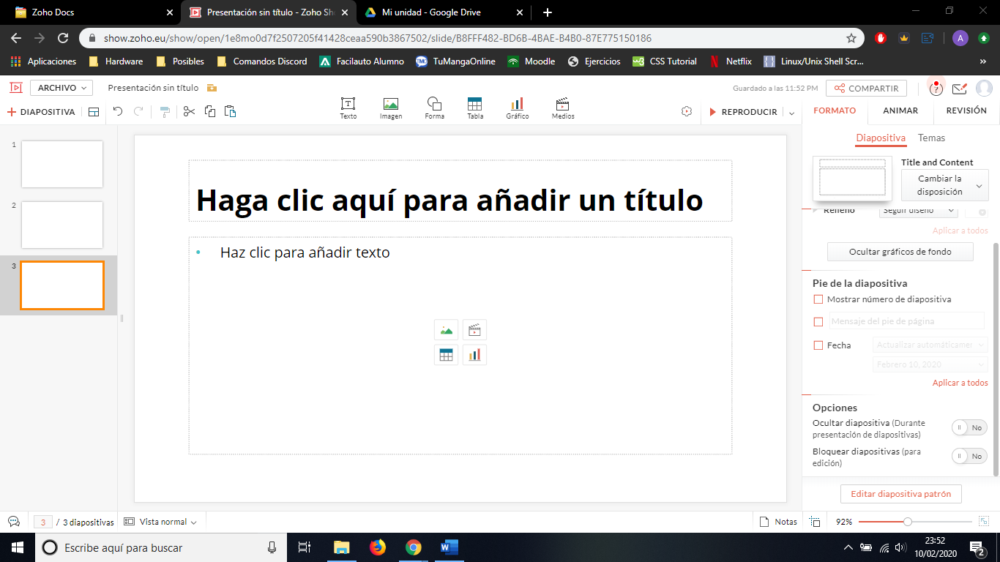 Zoho Docs
Presentación sin título - Zoho Sh
Mi unidad - Google Drive
show.zoho.eu/show/open/1e8mo0d7f2507205f41428ceaa590b3867502/slide/B8FFF482-BD6B-4BAE-B4B0-87E775150186
A
Aplicaciones
Hardware
Posibles
Comandos Discord
Facilauto Alumno
TuMangaOnline
Moodle
Ejercicios
CSS Tutorial
Netflix
Linux/Unix Shell Scr...
»
ARCHIVO
Presentación sin título
Guardado a las 11:52 PM
COMPARTIR
DIAPOSITIVA
Texto
Imagen
Forma
Tabla
Gráfico
Medios
REPRODUCIR
FORMATO
ANIMAR
REVISIÓN
1
2
3
Haga clic aquí para añadir un título
• Haz clic para añadir texto
Diapositiva
Temas
Title and Content
Cambiar la
disposición
Relleno
Seguir diseño
Aplicar a todos
Ocultar gráficos de fondo
Pie de la diapositiva
Mostrar número de diapositiva
Mensaje del pie de página
Fecha
Actualizar automáticamer
Febrero 10, 2020
Aplicar a todos
Opciones
Ocultar diapositiva (Durante
presentación de diapositivas)
No
Bloquear diapositivas (para
edición)
No
Editar diapositiva patrón
3 / 3 diapositivas
Vista normal
Notas
92%
Escribe aquí para buscar
23:52
10/02/2020
2